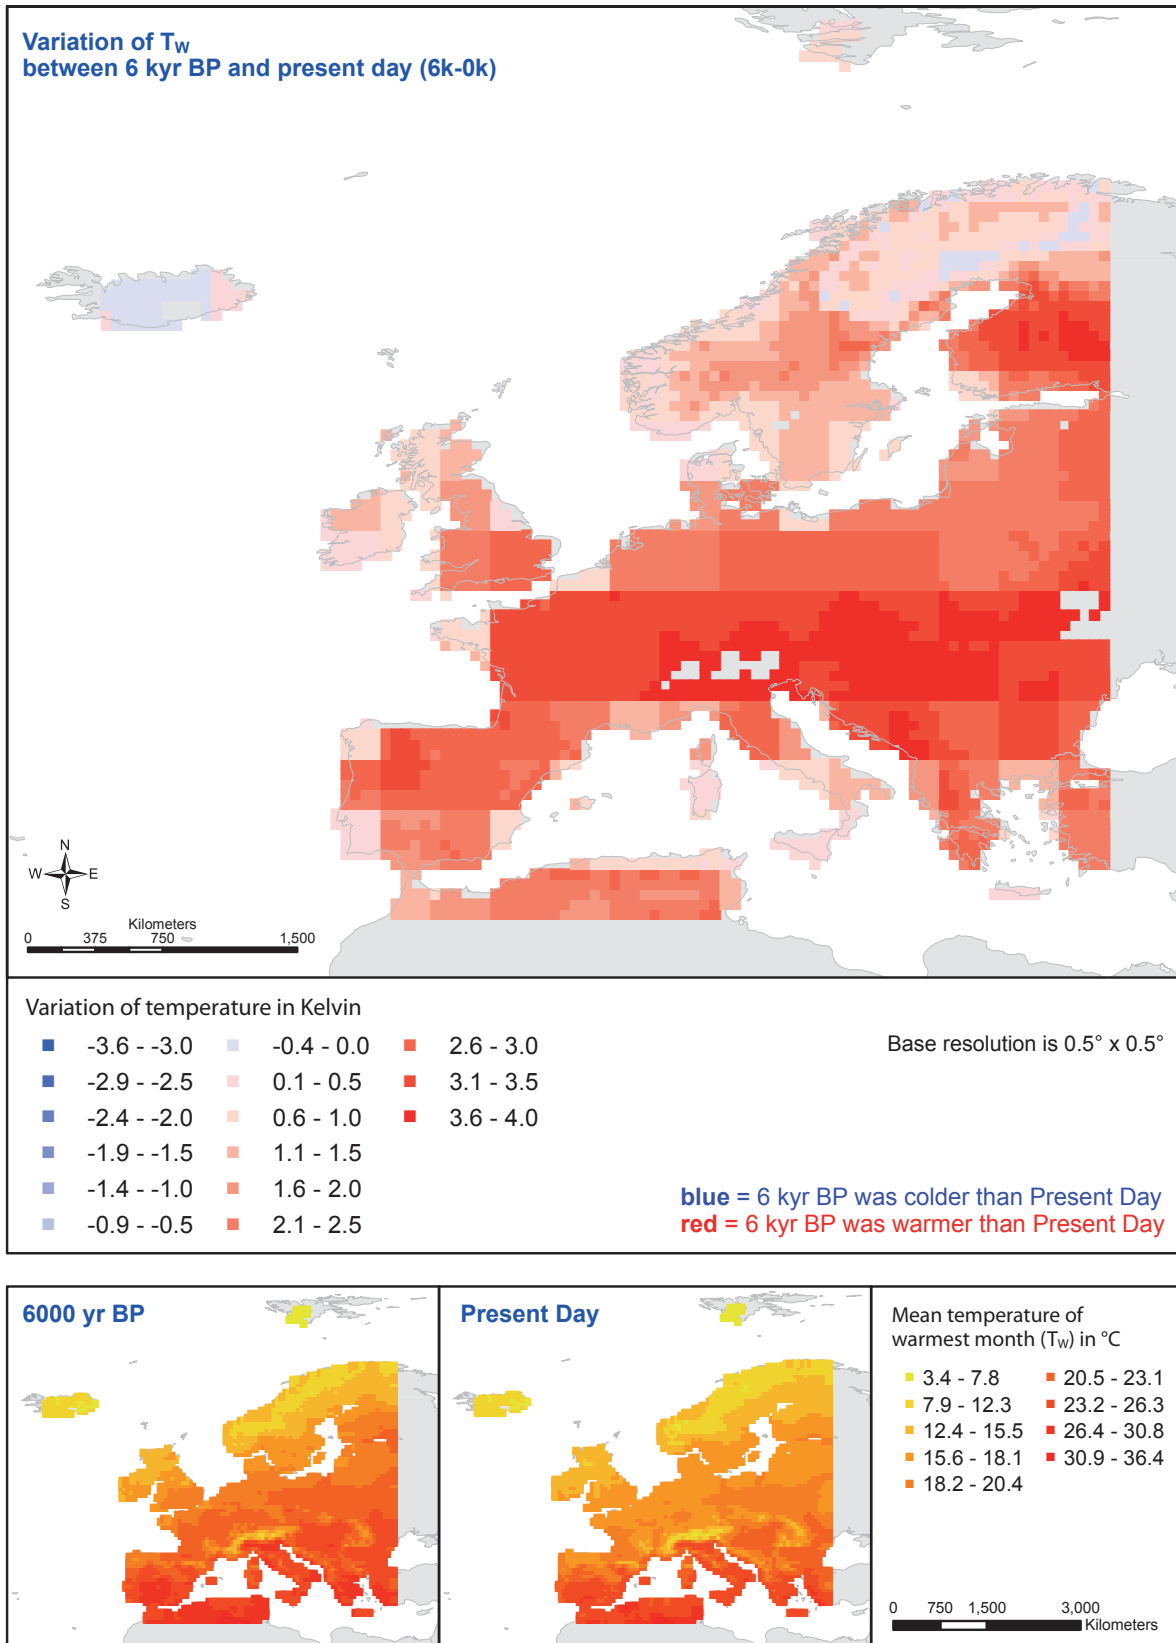 Variation of TW
between 6 kyr BP and present day (6k-0k)
N
W E
S
Kilometers
0 375 750 1,500
Variation of temperature in Kelvin
-3.6 - -3.0 -0.4 - 0.0 2.6 - 3.0
-2.9 - -2.5 0.1 - 0.5 3.1 - 3.5
-2.4 - -2.0 0.6 - 1.0 3.6 - 4.0
-1.9 - -1.5 1.1 - 1.5
-1.4 - -1.0 1.6 - 2.0
-0.9 - -0.5 2.1 - 2.5
Base resolution is 0.5° x 0.5°
blue = 6 kyr BP was colder than Present Day
red = 6 kyr BP was warmer than Present Day
6000 yr BP
Present Day
Mean temperature of
warmest month (TW) in °C
3.4 - 7.8 20.5 - 23.1
7.9 - 12.3 23.2 - 26.3
12.4 - 15.5 26.4 - 30.8
15.6 - 18.1 30.9 - 36.4
18.2 - 20.4
0 750 1,500 3,000
Kilometers